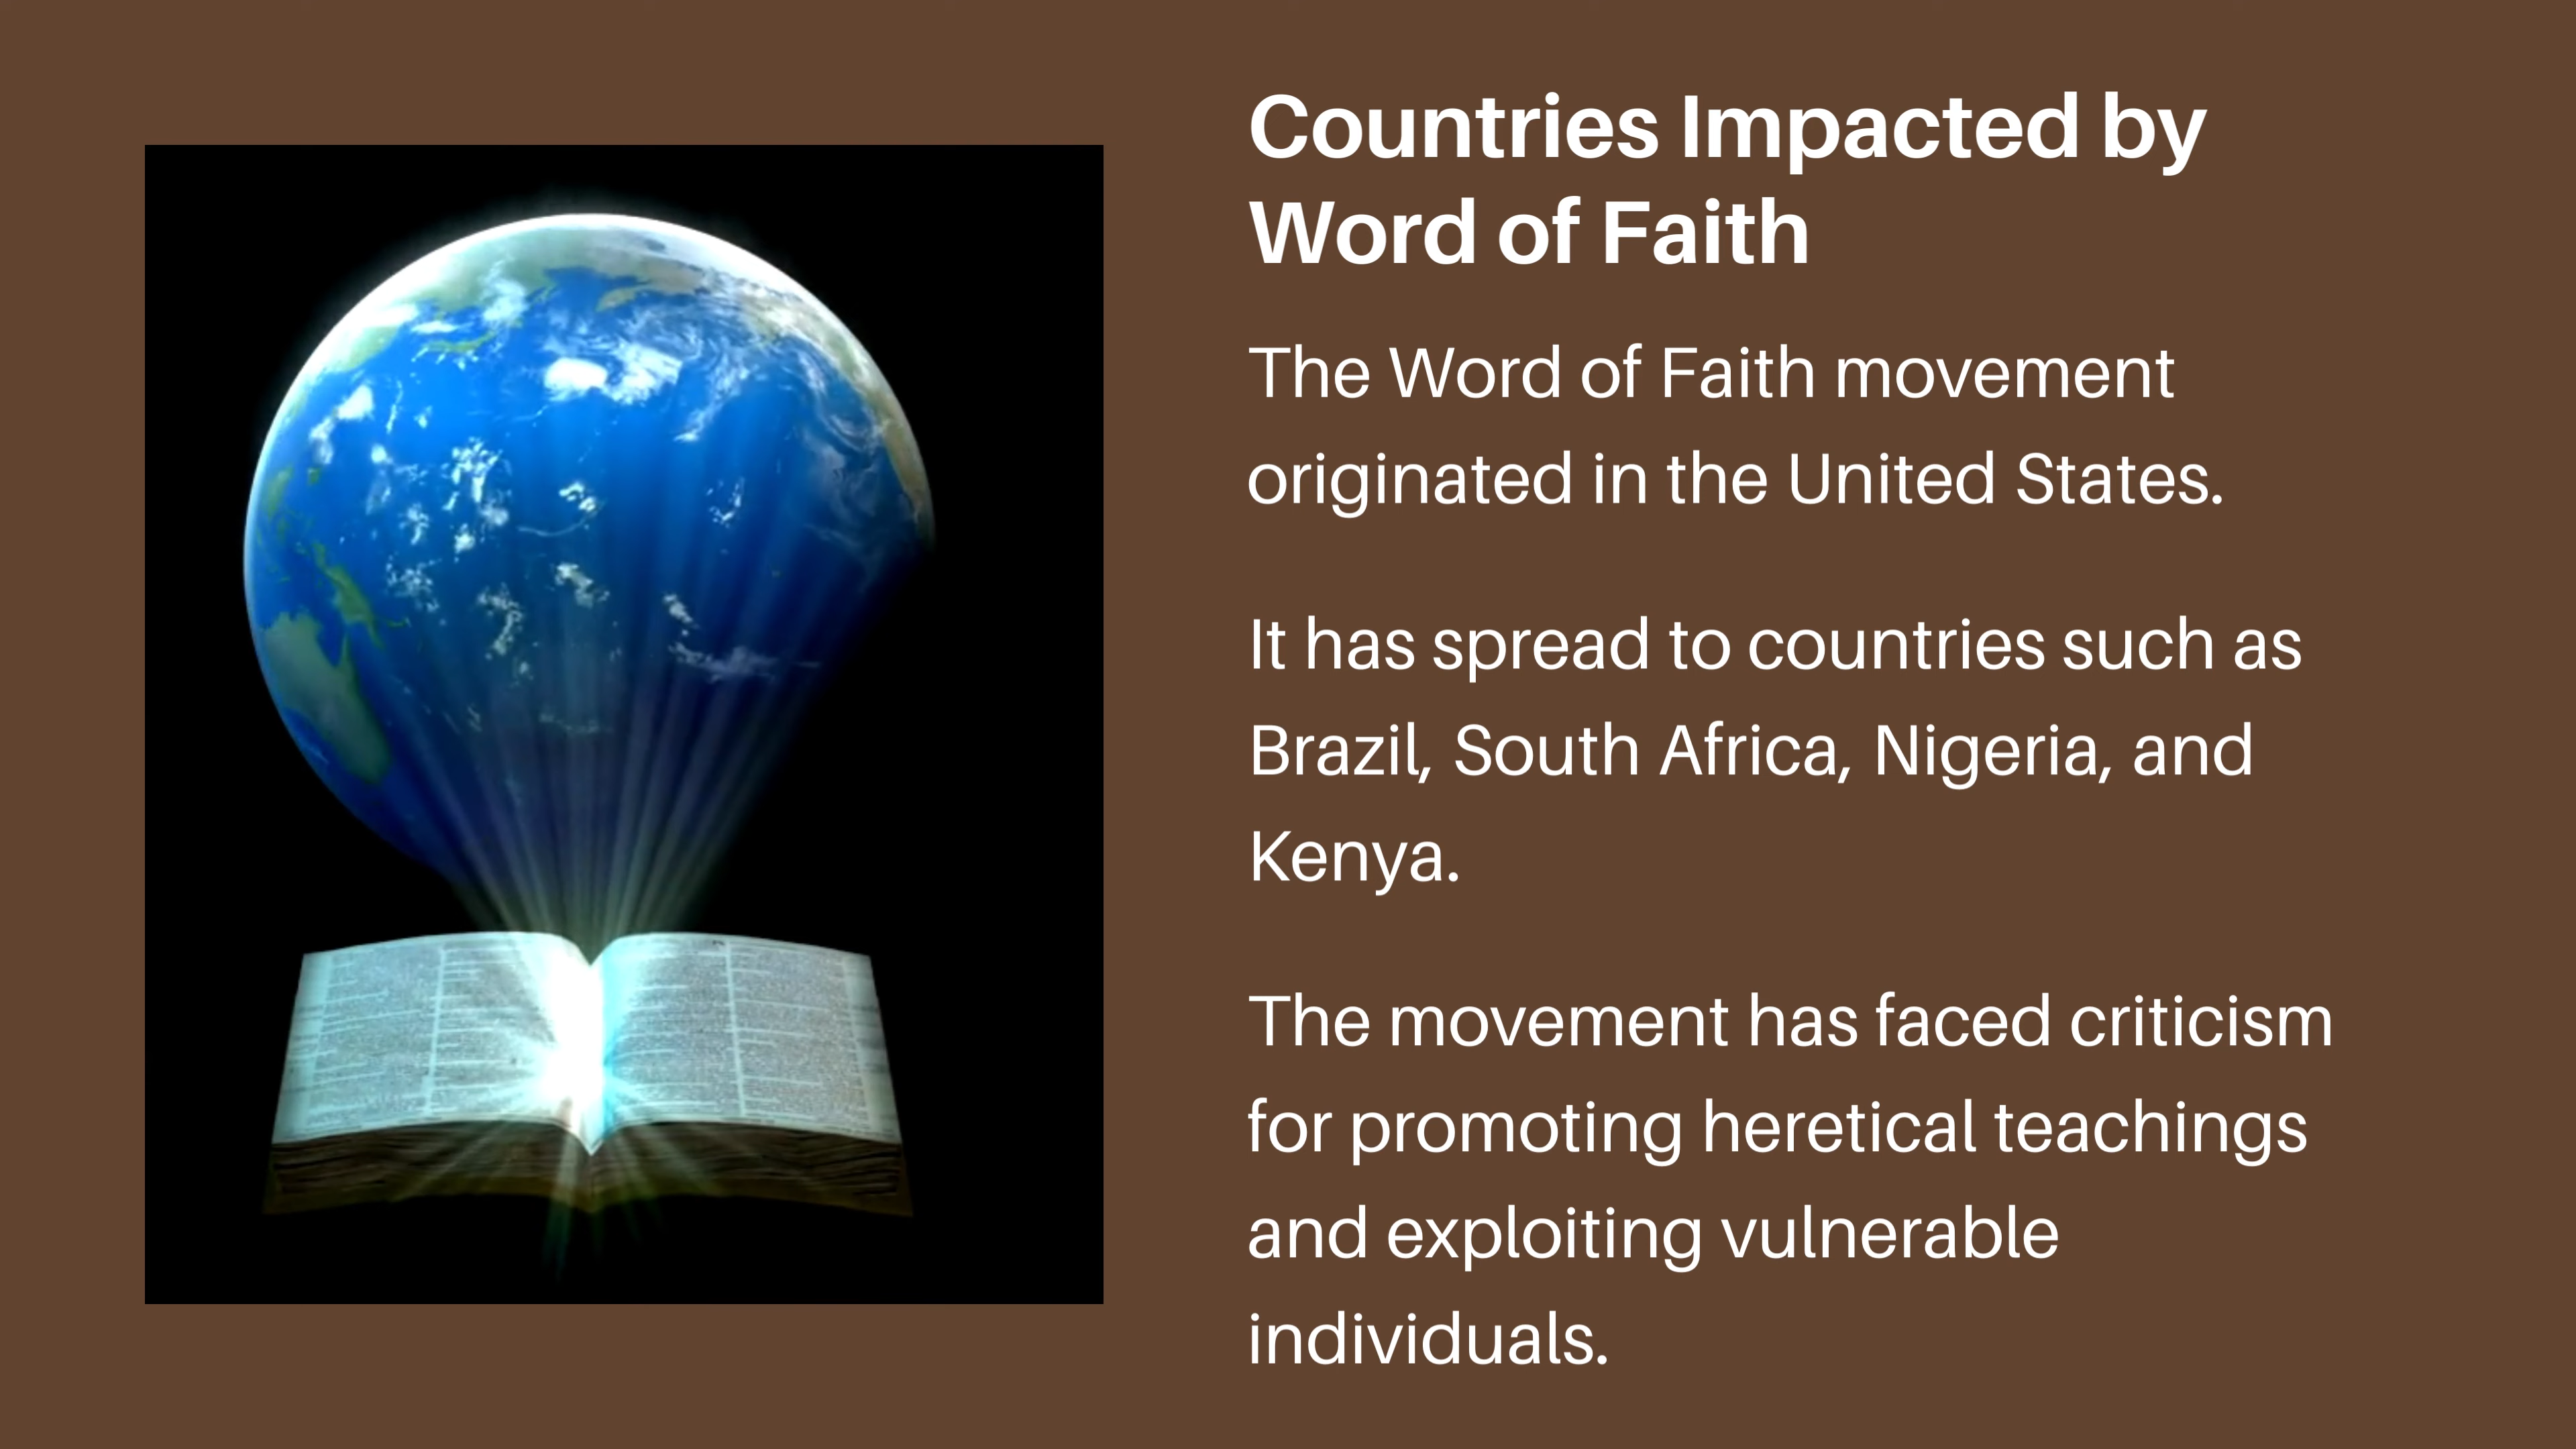 Countries Impacted by
Word of Faith
The Word of Faith movement
originated in the United States.
It has spread to countries such as
Brazil, South Africa, Nigeria, and
Kenya.
The movement has faced criticism
for promoting heretical teachings
and exploiting vulnerable
individuals.